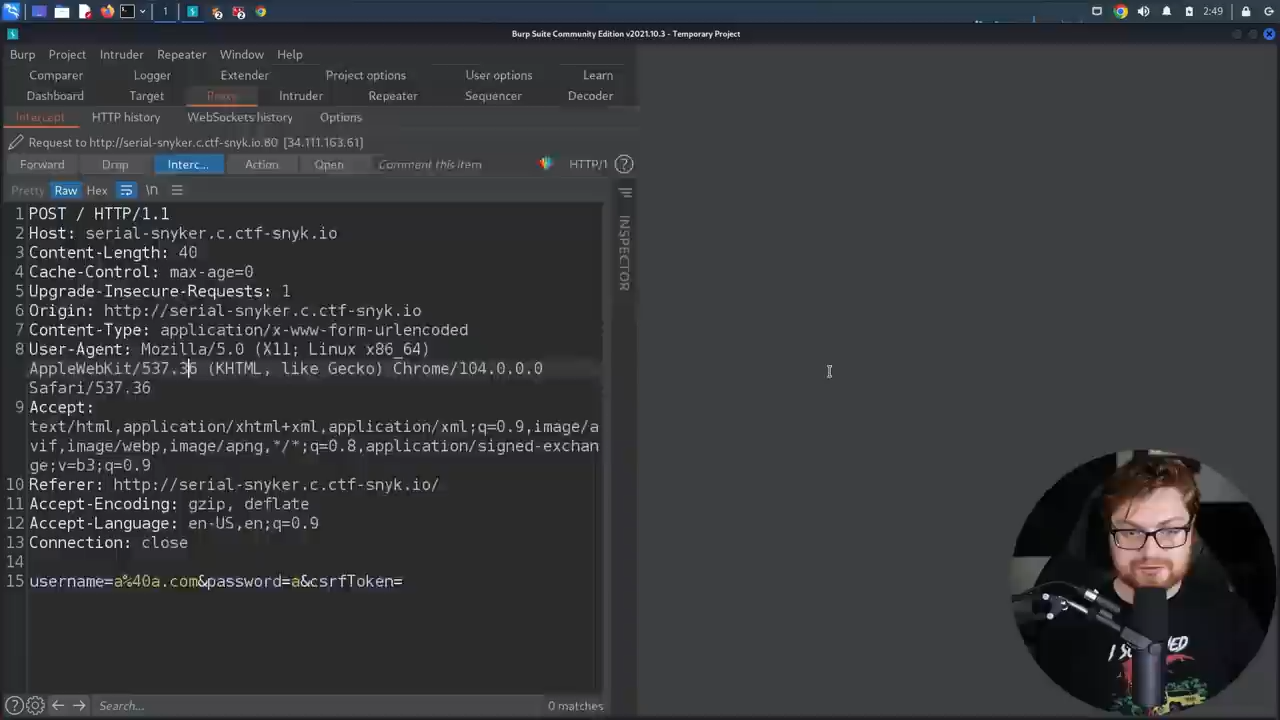 1
2:49
Burp Suite Community Edition v2021.10.3 - Temporary Project
Burp Project Intruder Repeater Window Help
Comparer Logger Extender Project options User options Learn
Dashboard Target Proxy Intruder Repeater Sequencer Decoder
Intercept HTTP history WebSockets history Options
Request to http://serial-snyker.c.ctf-snyk.io:80 [34.111.163.61]
Forward Drop Interc... Action Open Comment this item HTTP/1 ?
Pretty Raw Hex \n
INSPECTOR
1 POST / HTTP/1.1
2 Host: serial-snyker.c.ctf-snyk.io
3 Content-Length: 40
4 Cache-Control: max-age=0
5 Upgrade-Insecure-Requests: 1
6 Origin: http://serial-snyker.c.ctf-snyk.io
7 Content-Type: application/x-www-form-urlencoded
8 User-Agent: Mozilla/5.0 (X11; Linux x86_64)
AppleWebKit/537.36 (KHTML, like Gecko) Chrome/104.0.0.0
Safari/537.36
9 Accept:
text/html,application/xhtml+xml,application/xml;q=0.9,image/a
vif,image/webp,image/apng,*/*;q=0.8,application/signed-exchan
ge;v=b3;q=0.9
10 Referer: http://serial-snyker.c.ctf-snyk.io/
11 Accept-Encoding: gzip, deflate
12 Accept-Language: en-US,en;q=0.9
13 Connection: close
14
15 username=a%40a.com&password=a&csrfToken=
? Search... 0 matches